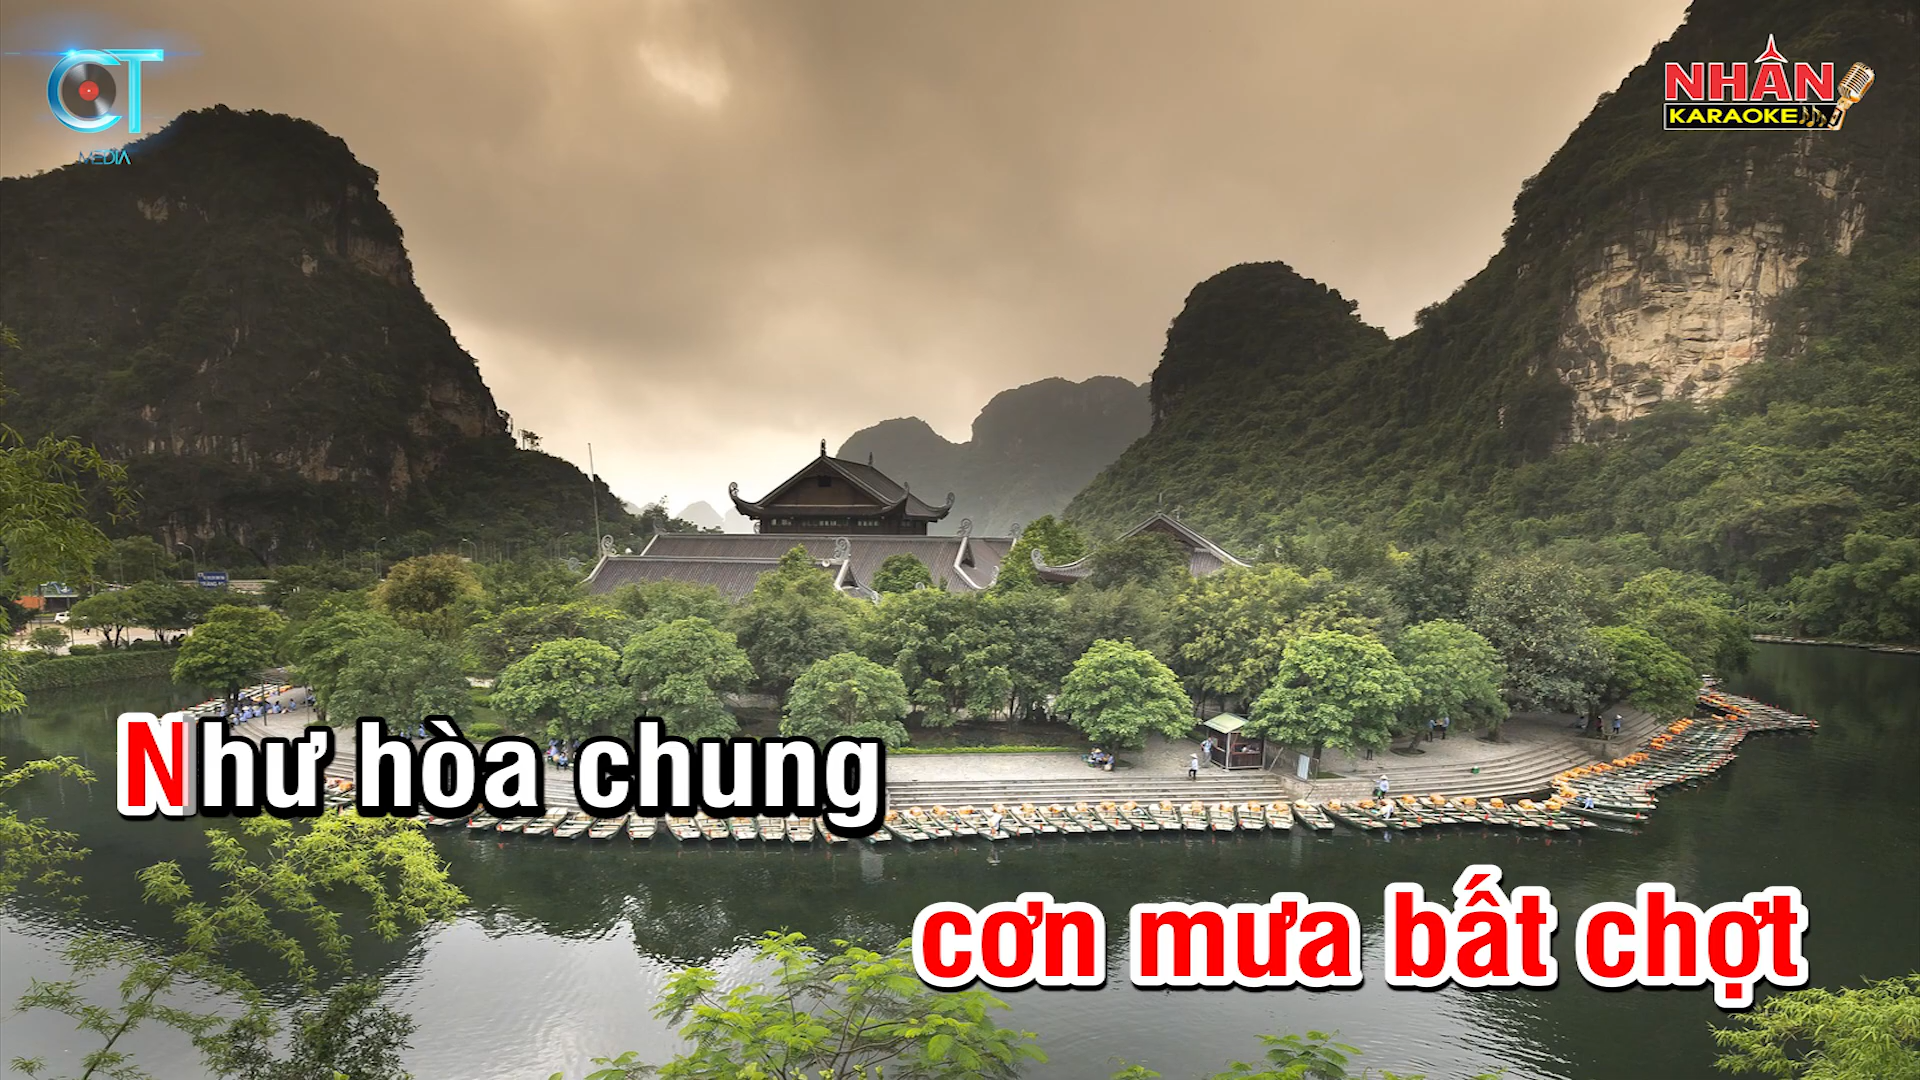 CT
MEDIA
NHÂN
KARAOKE
Như hòa chung
cơn mưa bất chợt